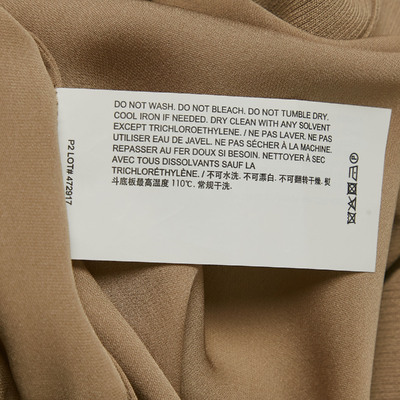 DO NOT WASH. DO NOT BLEACH. DO NOT TUMBLE DRY.
COOL IRON IF NEEDED. DRY CLEAN WITH ANY SOLVENT
EXCEPT TRICHLOROETHYLENE. / NE PAS LAVER. NE PAS
UTILISER EAU DE JAVEL. NE PAS SÉCHER À LA MACHINE.
REPASSER AU FER DOUX SI BESOIN. NETTOYER À SEC
AVEC TOUS DISSOLVANTS SAUF LA
TRICHLORÉTHYLÈNE. / 不可水洗. 不可漂白. 不可翻转干燥. 熨
斗底板最高温度 110°C. 常规干洗.
P2 LOT# 472917